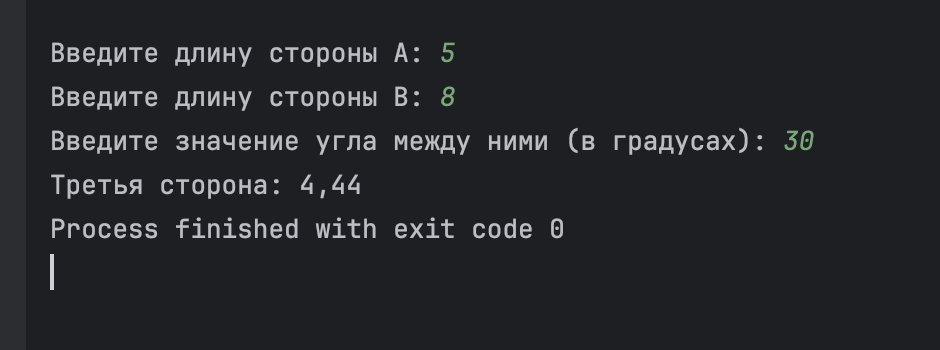 Введите длину стороны A: 5
Введите длину стороны B: 8
Введите значение угла между ними (в градусах): 30
Третья сторона: 4,44
Process finished with exit code 0